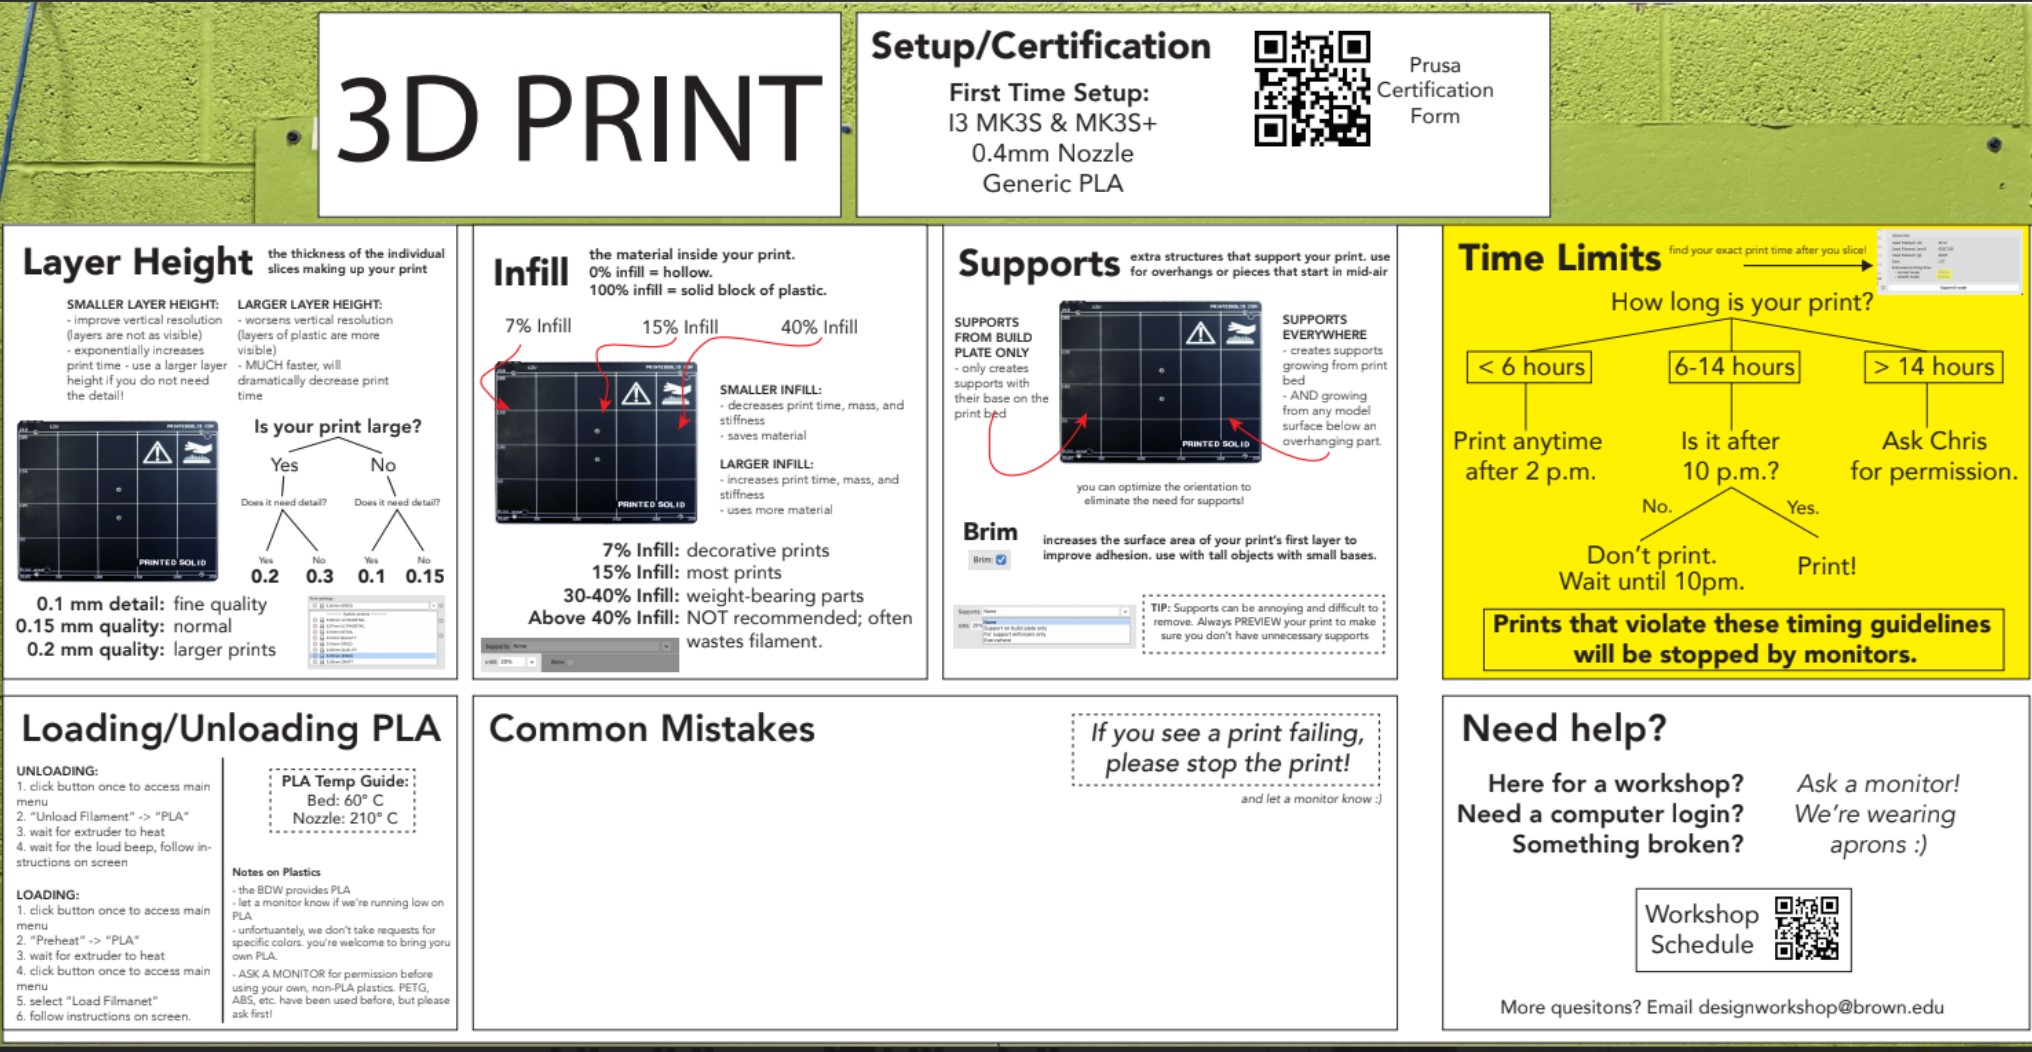 3D PRINT
Setup/Certification
First Time Setup:
I3 MK3S & MK3S+
0.4mm Nozzle
Generic PLA
Prusa
Certification
Form
Layer Height
the thickness of the individual
slices making up your print
SMALLER LAYER HEIGHT:
- improve vertical resolution
(layers are not as visible)
- exponentially increases
print time - use a larger layer
height if you do not need
the detail!
LARGER LAYER HEIGHT:
- worsens vertical resolution
(layers of plastic are more
visible)
- MUCH faster, will
dramatically decrease print
time
PRINTED SOLID
Is your print large?
Yes No
Does it need detail? Does it need detail?
Yes No Yes No
0.2 0.3 0.1 0.15
0.1 mm detail: fine quality
0.15 mm quality: normal
0.2 mm quality: larger prints
Infill
the material inside your print.
0% infill = hollow.
100% infill = solid block of plastic.
7% Infill 15% Infill 40% Infill
PRINTED SOLID
SMALLER INFILL:
- decreases print time, mass, and
stiffness
- saves material
LARGER INFILL:
- increases print time, mass, and
stiffness
- uses more material
7% Infill: decorative prints
15% Infill: most prints
30-40% Infill: weight-bearing parts
Above 40% Infill: NOT recommended; often
wastes filament.
Supports: None
Infill: 20% Brim:
Supports
extra structures that support your print. use
for overhangs or pieces that start in mid-air
SUPPORTS
FROM BUILD
PLATE ONLY
- only creates
supports with
their base on the
print bed
PRINTED SOLID
SUPPORTS
EVERYWHERE
- creates supports
growing from print
bed
- AND growing
from any model
surface below an
overhanging part.
you can optimize the orientation to
eliminate the need for supports!
Brim
Brim:
increases the surface area of your print's first layer to
improve adhesion. use with tall objects with small bases.
Supports: None
Infill: 20%
None
Support on build plate only
For support enforcers only
Everywhere
TIP: Supports can be annoying and difficult to
remove. Always PREVIEW your print to make
sure you don't have unnecessary supports
Time Limits
find your exact print time after you slice!
How long is your print?
< 6 hours 6-14 hours > 14 hours
Print anytime
after 2 p.m.
Is it after
10 p.m.?
Ask Chris
for permission.
No. Yes.
Don't print.
Wait until 10pm.
Print!
Prints that violate these timing guidelines
will be stopped by monitors.
Loading/Unloading PLA
UNLOADING:
1. click button once to access main
menu
2. "Unload FIlament" -> "PLA"
3. wait for extruder to heat
4. wait for the loud beep, follow in-
structions on screen
LOADING:
1. click button once to access main
menu
2. "Preheat" -> "PLA"
3. wait for extruder to heat
4. click button once to access main
menu
5. select "Load Filmanet"
6. follow instructions on screen.
PLA Temp Guide:
Bed: 60° C
Nozzle: 210° C
Notes on Plastics
- the BDW provides PLA
- let a monitor know if we're running low on
PLA
- unfortuantely, we don't take requests for
specific colors. you're welcome to bring yoru
own PLA.
- ASK A MONITOR for permission before
using your own, non-PLA plastics. PETG,
ABS, etc. have been used before, but please
ask first!
Common Mistakes
If you see a print failing,
please stop the print!
and let a monitor know :)
Need help?
Here for a workshop?
Need a computer login?
Something broken?
Ask a monitor!
We're wearing
aprons :)
Workshop
Schedule
More quesitons? Email designworkshop@brown.edu